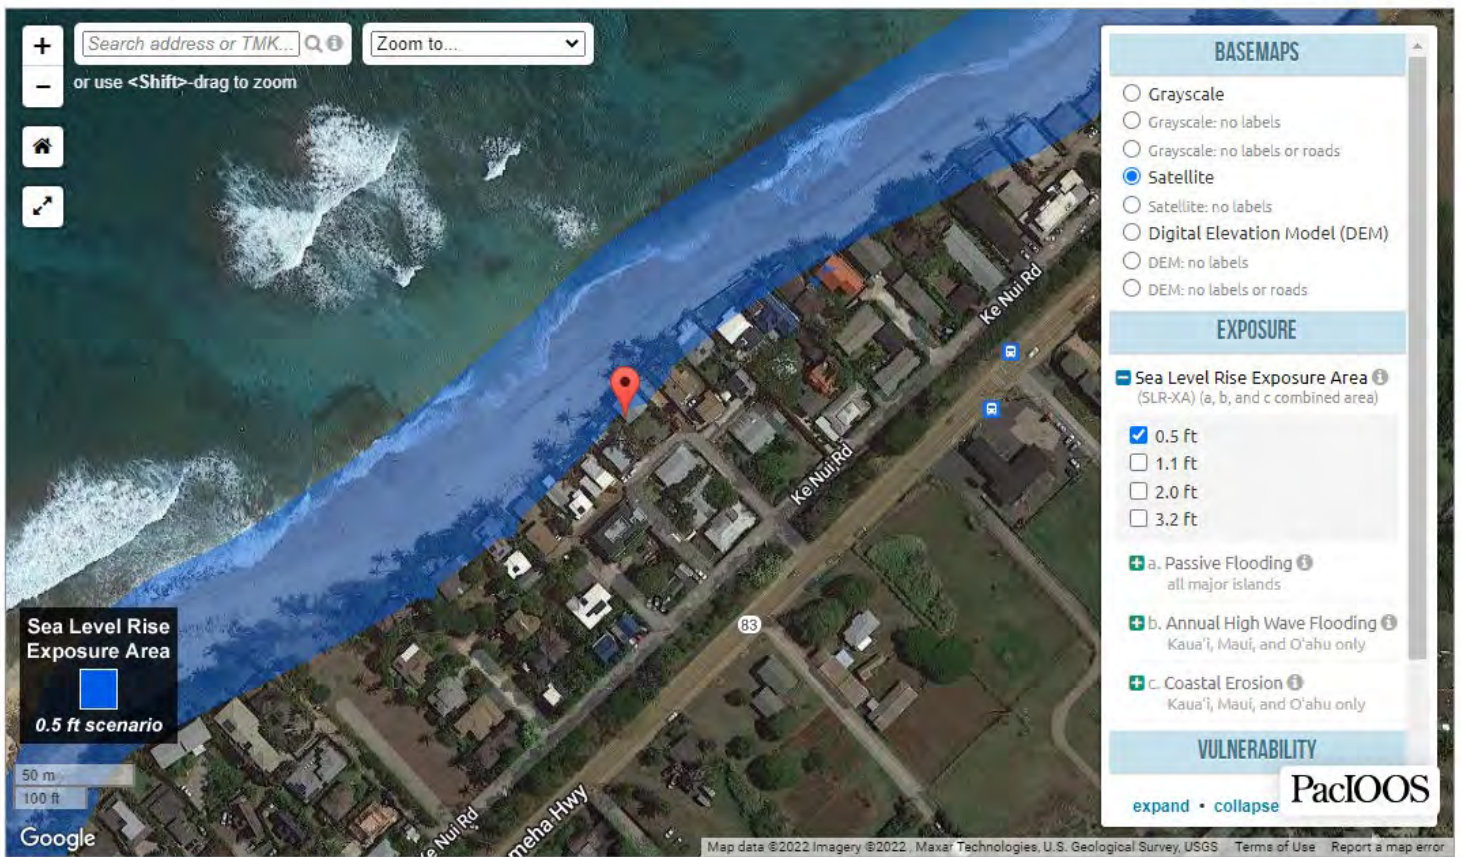 +
Search address or TMK...
Zoom to...
−
or use <Shift>-drag to zoom
BASEMAPS
Grayscale
Grayscale: no labels
Grayscale: no labels or roads
Satellite
Satellite: no labels
Digital Elevation Model (DEM)
DEM: no labels
DEM: no labels or roads
EXPOSURE
Sea Level Rise Exposure Area
(SLR-XA) (a, b, and c combined area)
0.5 ft
1.1 ft
2.0 ft
3.2 ft
a. Passive Flooding
all major islands
b. Annual High Wave Flooding
Kaua'i, Maui, and O'ahu only
c. Coastal Erosion
Kaua'i, Maui, and O'ahu only
VULNERABILITY
expand • collapse
PacIOOS
Ke Nui Rd
Ke Nui Rd
83
e Nui Rd
meha Hwy
Sea Level Rise
Exposure Area
0.5 ft scenario
50 m
100 ft
Google
Map data ©2022 Imagery ©2022 , Maxar Technologies, U.S. Geological Survey, USGS Terms of Use Report a map error